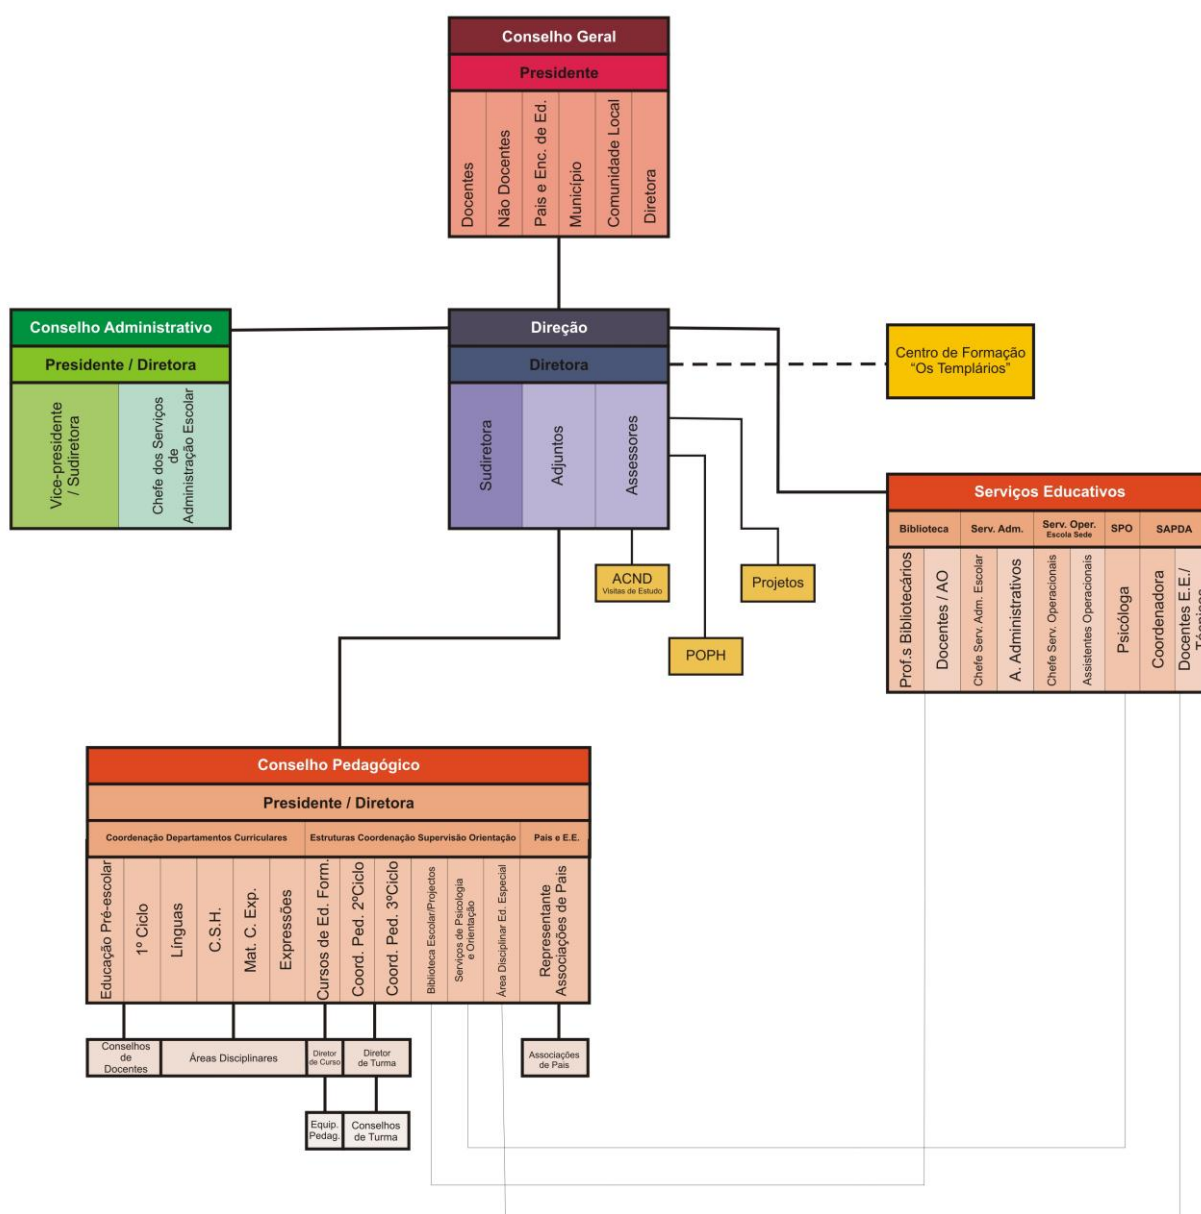 Conselho Geral
Presidente
Docentes
Não Docentes
Pais e Enc. de Ed.
Município
Comunidade Local
Diretora
Conselho Administrativo
Presidente / Diretora
Vice-presidente
/ Sudiretora
Chefe dos Serviços
de
Administração Escolar
Direção
Diretora
Sudiretora
Adjuntos
Assessores
Centro de Formação
“Os Templários”
ACND
Visitas de Estudo
Projetos
POPH
Serviços Educativos
Biblioteca
Serv. Adm.
Serv. Oper.
Escola Sede
SPO
SAPDA
Prof.s Bibliotecários
Docentes / AO
Chefe Serv. Adm. Escolar
A. Administrativos
Chefe Serv. Operacionais
Assistentes Operacionais
Psicóloga
Coordenadora
Docentes E.E./
Técnicos
Conselho Pedagógico
Presidente / Diretora
Coordenação Departamentos Curriculares
Estruturas Coordenação Supervisão Orientação
Pais e E.E.
Educação Pré-escolar
1º Ciclo
Línguas
C.S.H.
Mat. C. Exp.
Expressões
Cursos de Ed. Form.
Coord. Ped. 2ºCiclo
Coord. Ped. 3ºCiclo
Biblioteca Escolar/Projectos
Serviços de Psicologia
e Orientação
Área Disciplinar Ed. Especial
Representante
Associações de Pais
Conselhos
de
Docentes
Áreas Disciplinares
Diretor
de Curso
Diretor
de Turma
Associações
de Pais
Equip.
Pedag.
Conselhos
de Turma